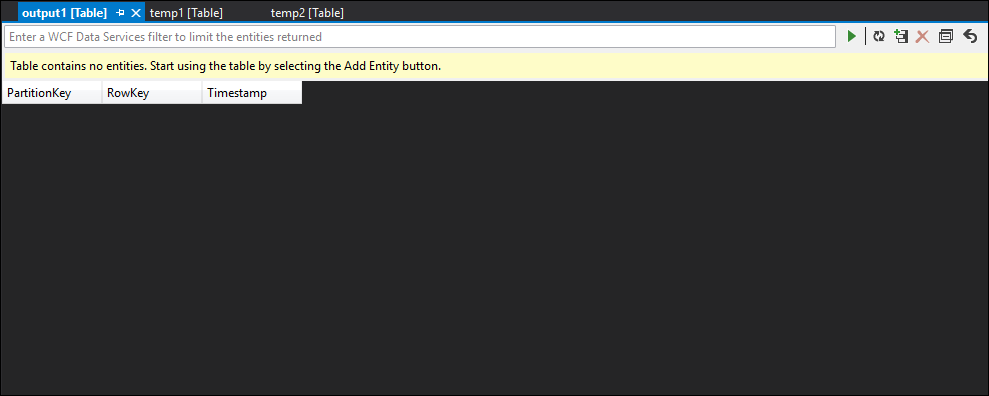 output1 [Table] temp1 [Table] temp2 [Table]
Enter a WCF Data Services filter to limit the entities returned
Table contains no entities. Start using the table by selecting the Add Entity button.
PartitionKey RowKey Timestamp